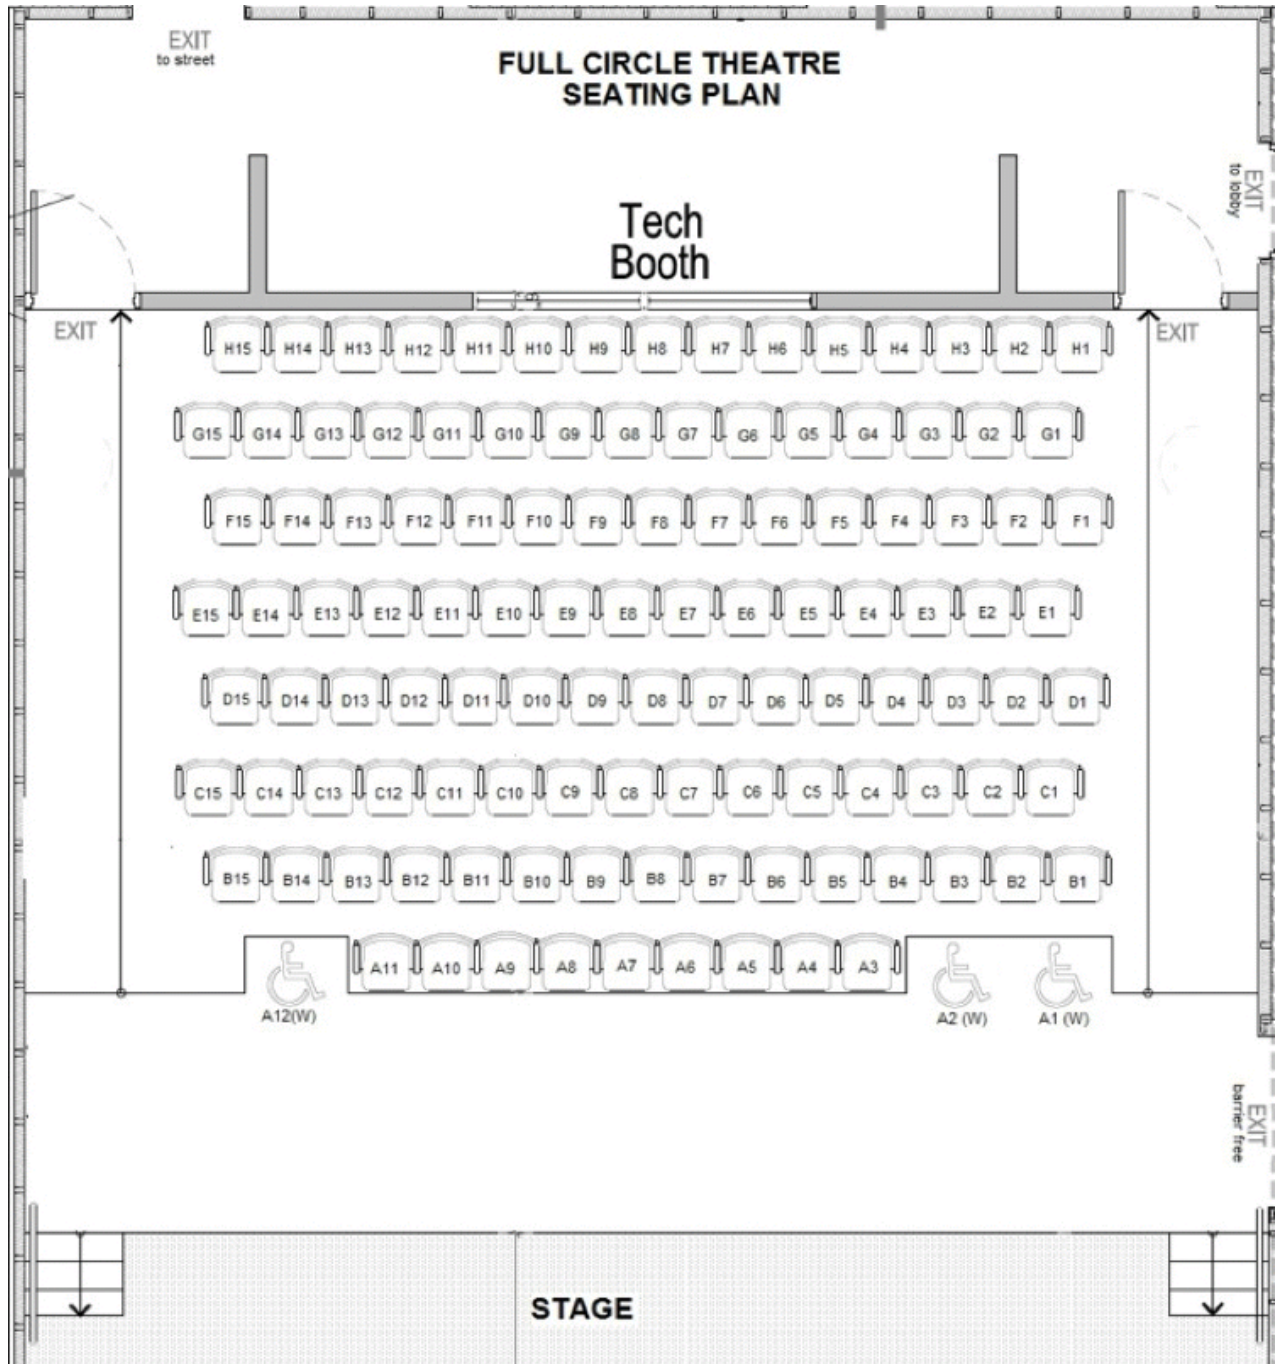 EXIT
to street
FULL CIRCLE THEATRE
SEATING PLAN
EXIT
to lobby
Tech
Booth
EXIT
EXIT
H15 H14 H13 H12 H11 H10 H9 H8 H7 H6 H5 H4 H3 H2 H1
G15 G14 G13 G12 G11 G10 G9 G8 G7 G6 G5 G4 G3 G2 G1
F15 F14 F13 F12 F11 F10 F9 F8 F7 F6 F5 F4 F3 F2 F1
E15 E14 E13 E12 E11 E10 E9 E8 E7 E6 E5 E4 E3 E2 E1
D15 D14 D13 D12 D11 D10 D9 D8 D7 D6 D5 D4 D3 D2 D1
C15 C14 C13 C12 C11 C10 C9 C8 C7 C6 C5 C4 C3 C2 C1
B15 B14 B13 B12 B11 B10 B9 B8 B7 B6 B5 B4 B3 B2 B1
A11 A10 A9 A8 A7 A6 A5 A4 A3
A12(W) A2 (W) A1 (W)
EXIT
barrier free
STAGE